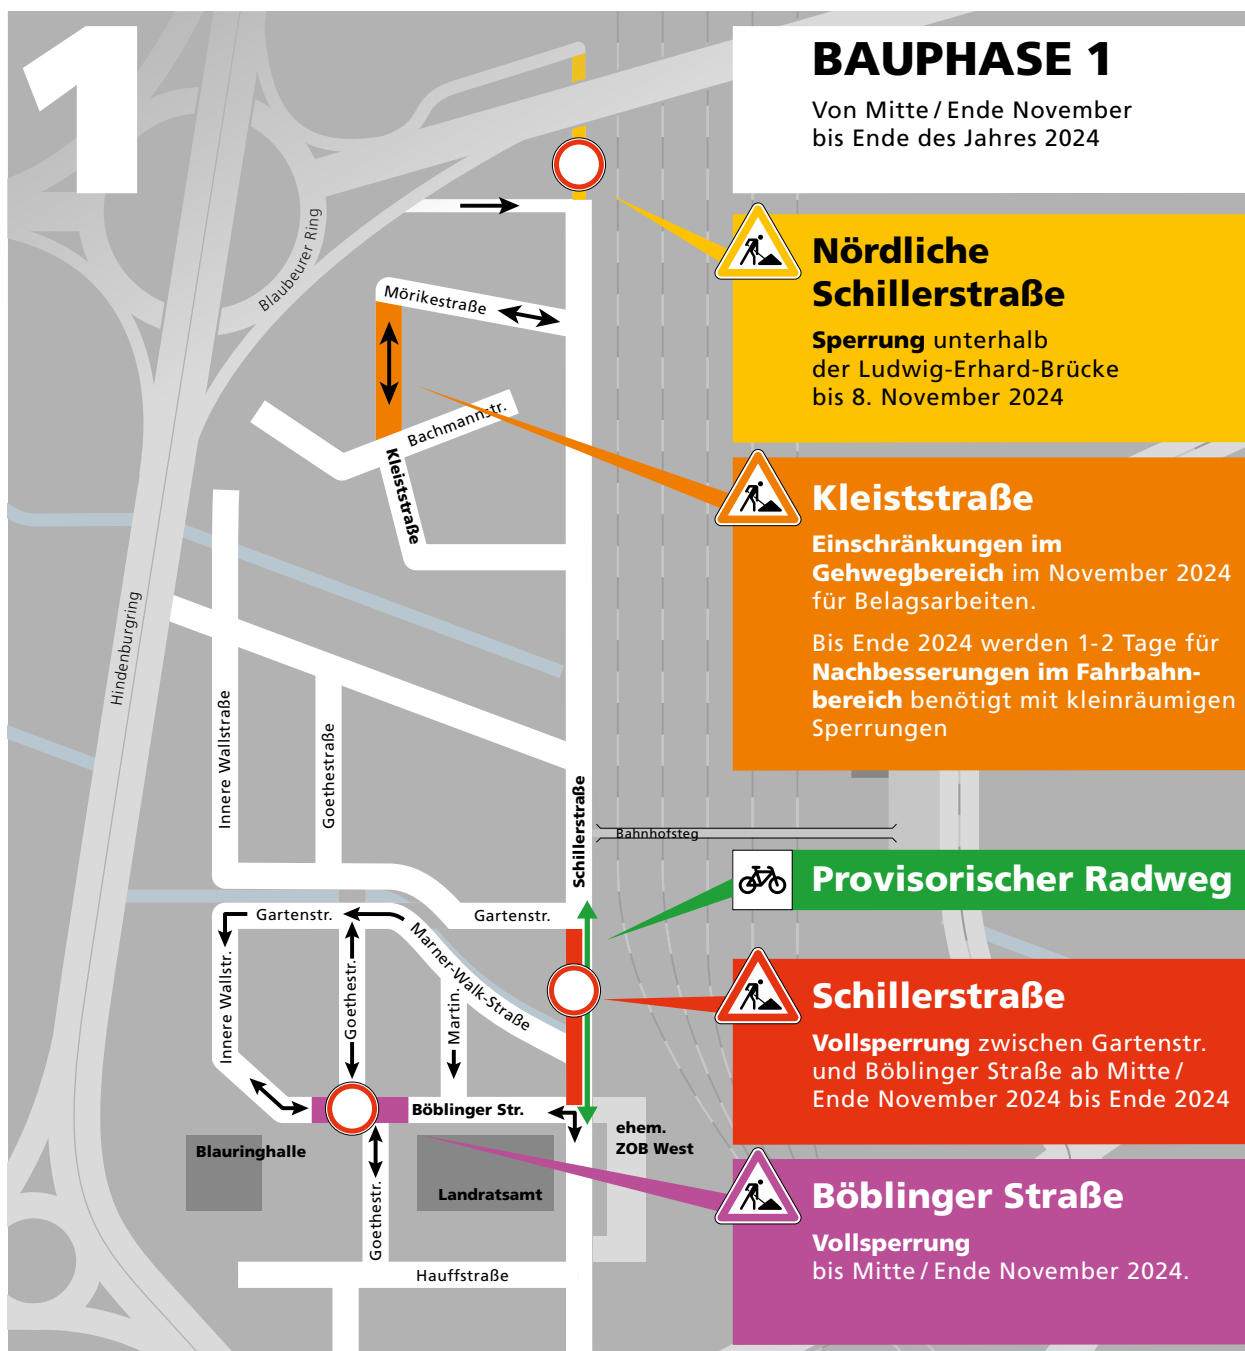 1
BAUPHASE 1
Von Mitte / Ende November
bis Ende des Jahres 2024
Nördliche
Schillerstraße
Sperrung unterhalb
der Ludwig-Erhard-Brücke
bis 8. November 2024
Kleiststraße
Einschränkungen im
Gehwegbereich im November 2024
für Belagsarbeiten.
Bis Ende 2024 werden 1-2 Tage für
Nachbesserungen im Fahrbahn-
bereich benötigt mit kleinräumigen
Sperrungen
Provisorischer Radweg
Schillerstraße
Vollsperrung zwischen Gartenstr.
und Böblinger Straße ab Mitte /
Ende November 2024 bis Ende 2024
Böblinger Straße
Vollsperrung
bis Mitte / Ende November 2024.
Blaubeurer Ring
Mörikestraße
Bachmannstr.
Kleiststraße
Hindenburgring
Innere Wallstraße
Goethestraße
Schillerstraße
Bahnhofsteg
Gartenstr.
Gartenstr.
Marner-Walk-Straße
Innere Wallstr.
Goethestr.
Martin.
Böblinger Str.
ehem.
ZOB West
Blauringhalle
Landratsamt
Goethestr.
Hauffstraße